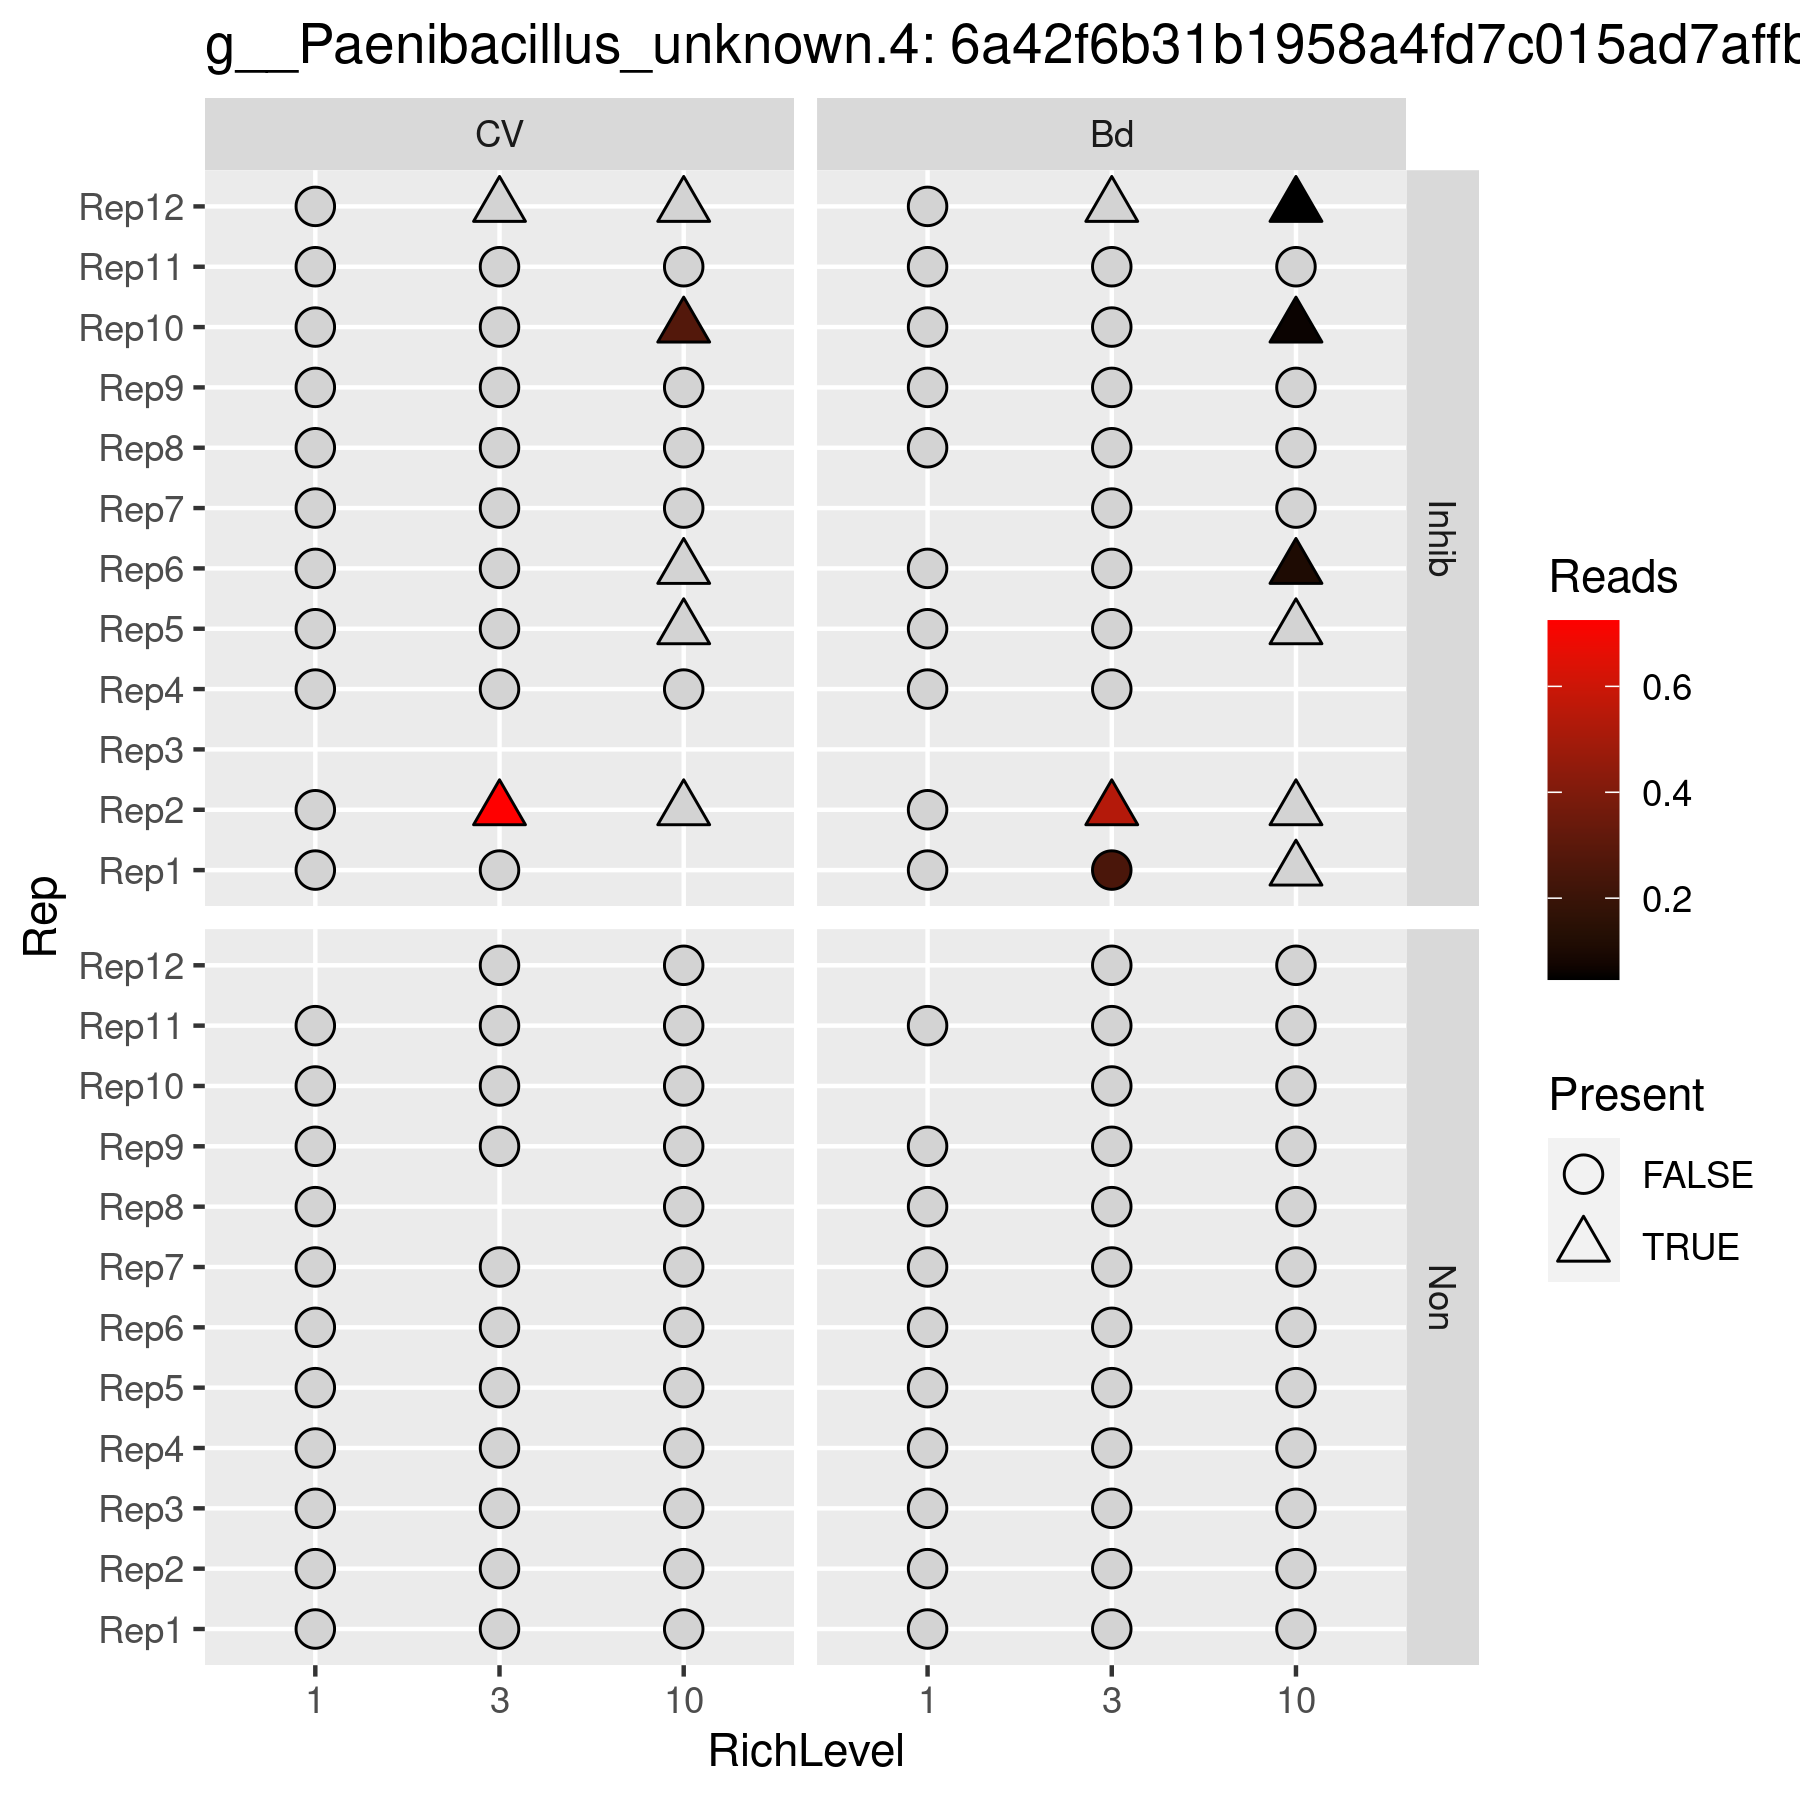 g__Paenibacillus_unknown.4: 6a42f6b31b1958a4fd7c015ad7affb
CV
Bd
Rep12
Rep11
Rep10
Rep9
Rep8
Rep7
Rep6
Rep5
Rep4
Rep3
Rep2
Rep1
Inhib
Rep12
Rep11
Rep10
Rep9
Rep8
Rep7
Rep6
Rep5
Rep4
Rep3
Rep2
Rep1
Non
Rep
1 3 10 1 3 10
RichLevel
Reads
0.6
0.4
0.2
Present
FALSE
TRUE